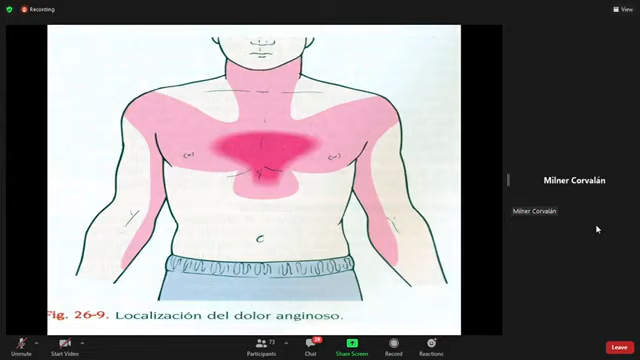 Recording
View
Milner Corvalán
Milner Corvalán
Fig. 26-9. Localización del dolor anginoso.
Unmute
Start Video
73
Participants
Chat
Share Screen
Record
Reactions
Leave